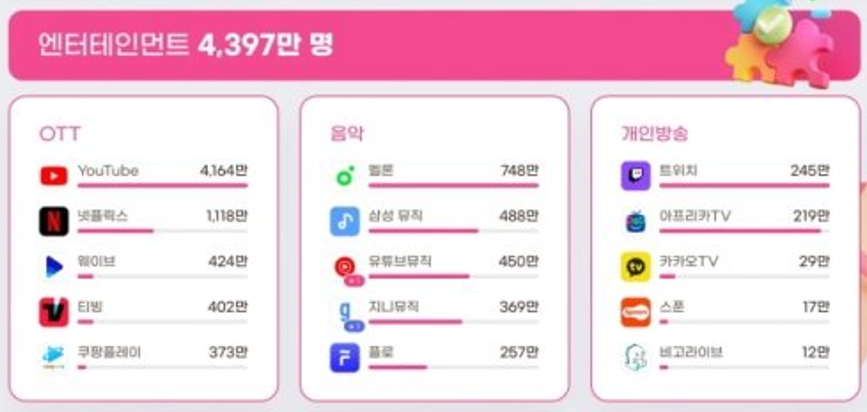 엔터테인먼트 4,397만 명
OTT
YouTube 4,164만
넷플릭스 1,118만
웨이브 424만
티빙 402만
쿠팡플레이 373만
음악
멜론 748만
삼성 뮤직 488만
유튜브뮤직 450만
지니뮤직 369만
플로 257만
개인방송
트위치 245만
아프리카TV 219만
카카오TV 29만
스푼 17만
비고라이브 12만